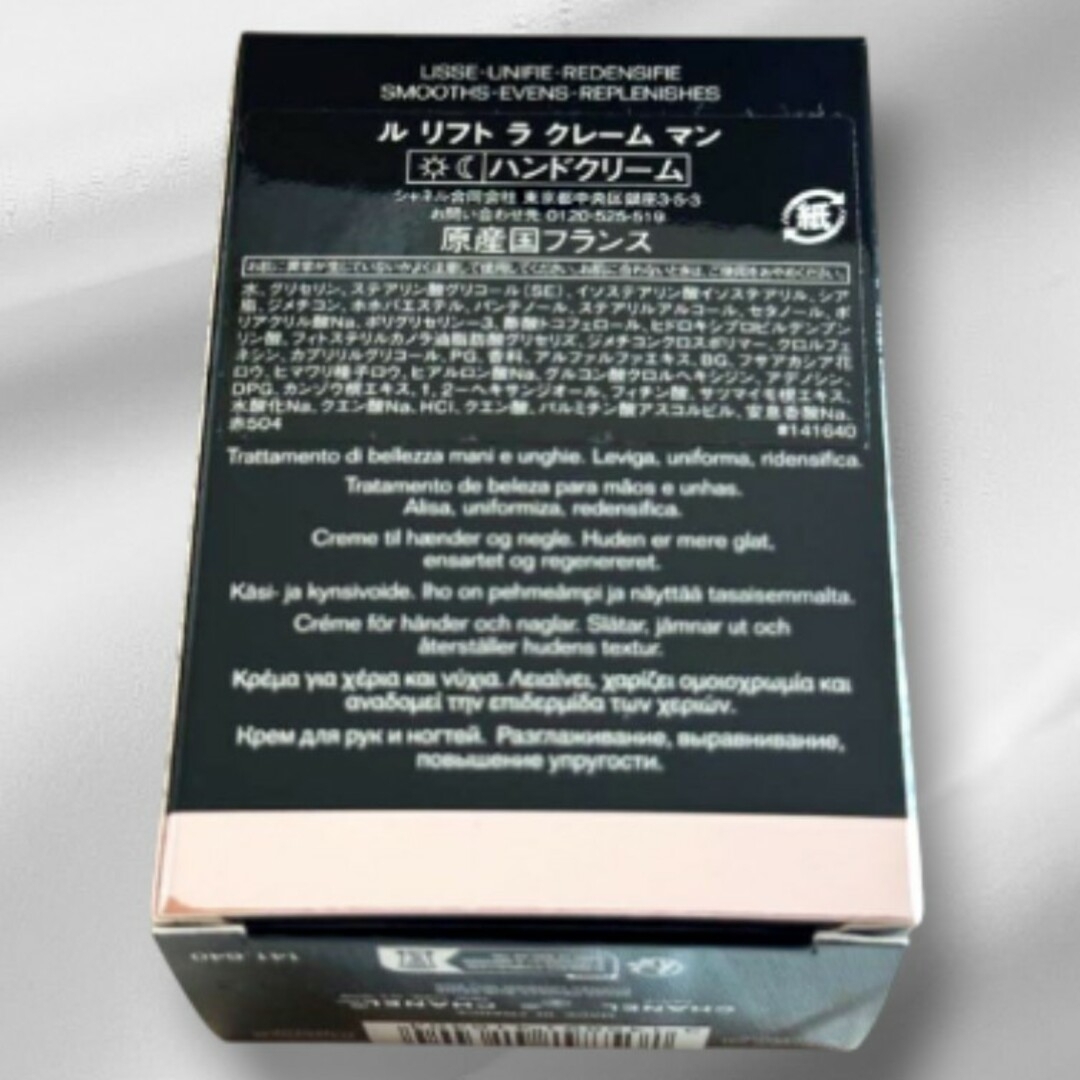 LISSE-UNIFIE-REDENSIFIE
SMOOTHS-EVENS-REPLENISHES
ル リフト ラ クレーム マン
ハンドクリーム
シャネル合同会社 東京都中央区銀座3-5-3
お問い合わせ先 0120-525-519
紙
原産国フランス
水、グリセリン、ステアリン酸グリコール(SE)、イソステアリン酸イソステアリル、シア
脂、ジメチコン、ホホバエステル、パンテノール、ステアリルアルコール、セタノール、ポ
リアクリル酸Na、ポリグリセリン-3、酢酸トコフェロール、ヒドロキシプロピルデンプン
リン酸、フィトステリルカノラ油脂肪酸グリセリズ、ジメチコンクロスポリマー、クロルフェ
ネシン、カプリリルグリコール、PG、香料、アルファルファエキス、BG、フサアカシア花
ロウ、ヒマワリ種子ロウ、ヒアルロン酸Na、グルコン酸クロルヘキシジン、アデノシン、
DPG、カンゾウ根エキス、1,2-ヘキサンジオール、フィチン酸、サツマイモ根エキス、
水酸化Na、クエン酸Na、HCl、クエン酸、パルミチン酸アスコルビル、安息香酸Na、
赤504
#141640
Trattamento di bellezza mani e unghie. Leviga, uniforma, ridensifica.
Tratamento de beleza para mãos e unhas.
Alisa, uniformiza, redensifica.
Creme til hænder og negle. Huden er mere glat,
ensartet og regenereret.
Käsi- ja kynsivoide. Iho on pehmeämpi ja näyttää tasaisemmalta.
Créme för händer och naglar. Slätar, jämnar ut och
återställer hudens textur.
Κρέμα για χέρια και νύχια. Λειαίνει, χαρίζει ομοιοχρωμία και
αναδομεί την επιδερμίδα των χεριών.
Крем для рук и ногтей. Разглаживание, выравнивание,
повышение упругости.
141 640
CHANEL CHANEL